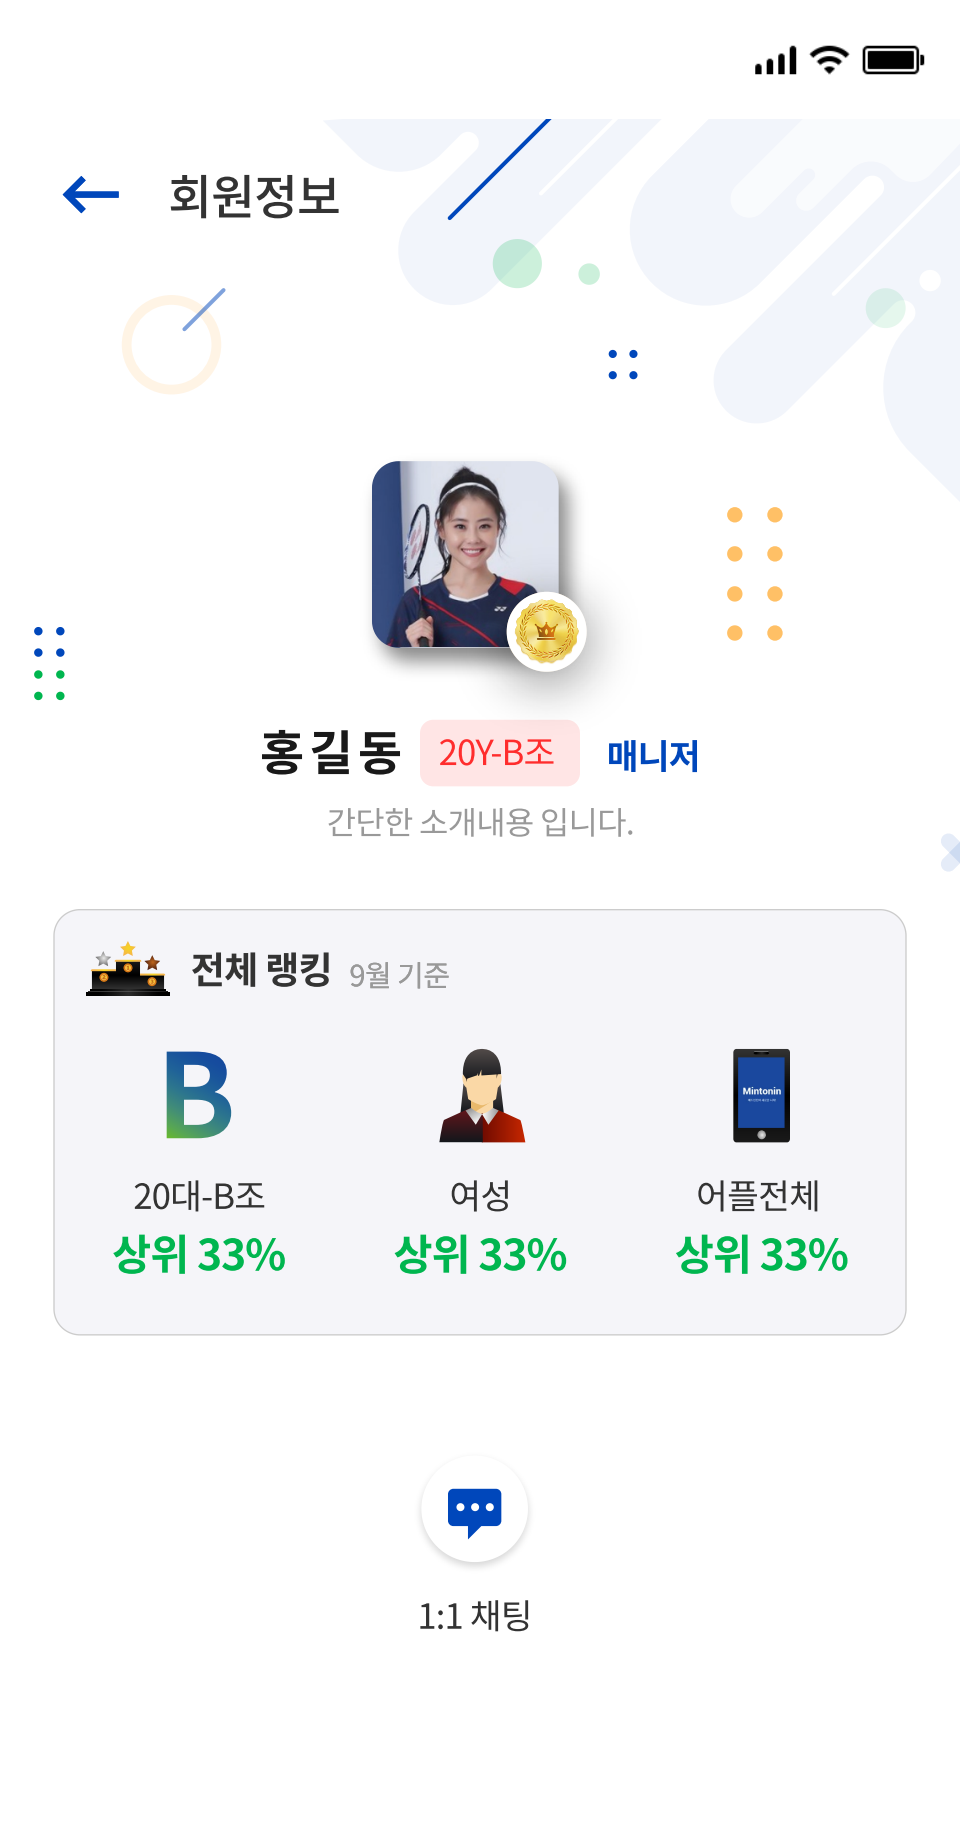 회원정보
홍길동 20Y-B조 매니저
간단한 소개내용 입니다.
전체 랭킹 9월 기준
B
Mintonin
20대-B조 여성 어플전체
상위 33% 상위 33% 상위 33%
1:1 채팅